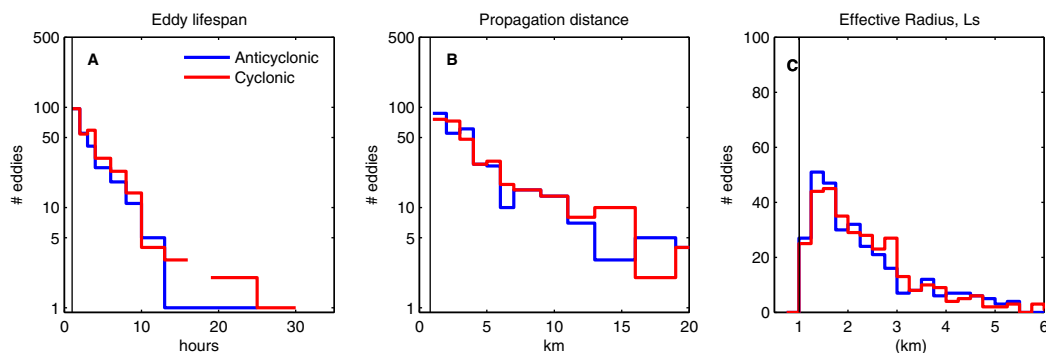 Eddy lifespan
500
100
50
10
5
1
# eddies
A
Anticyclonic
Cyclonic
0
10
20
30
hours
Propagation distance
500
100
50
10
5
1
# eddies
B
0
5
10
15
20
km
Effective Radius, Ls
100
80
60
40
20
0
# eddies
C
1
2
3
4
5
6
(km)